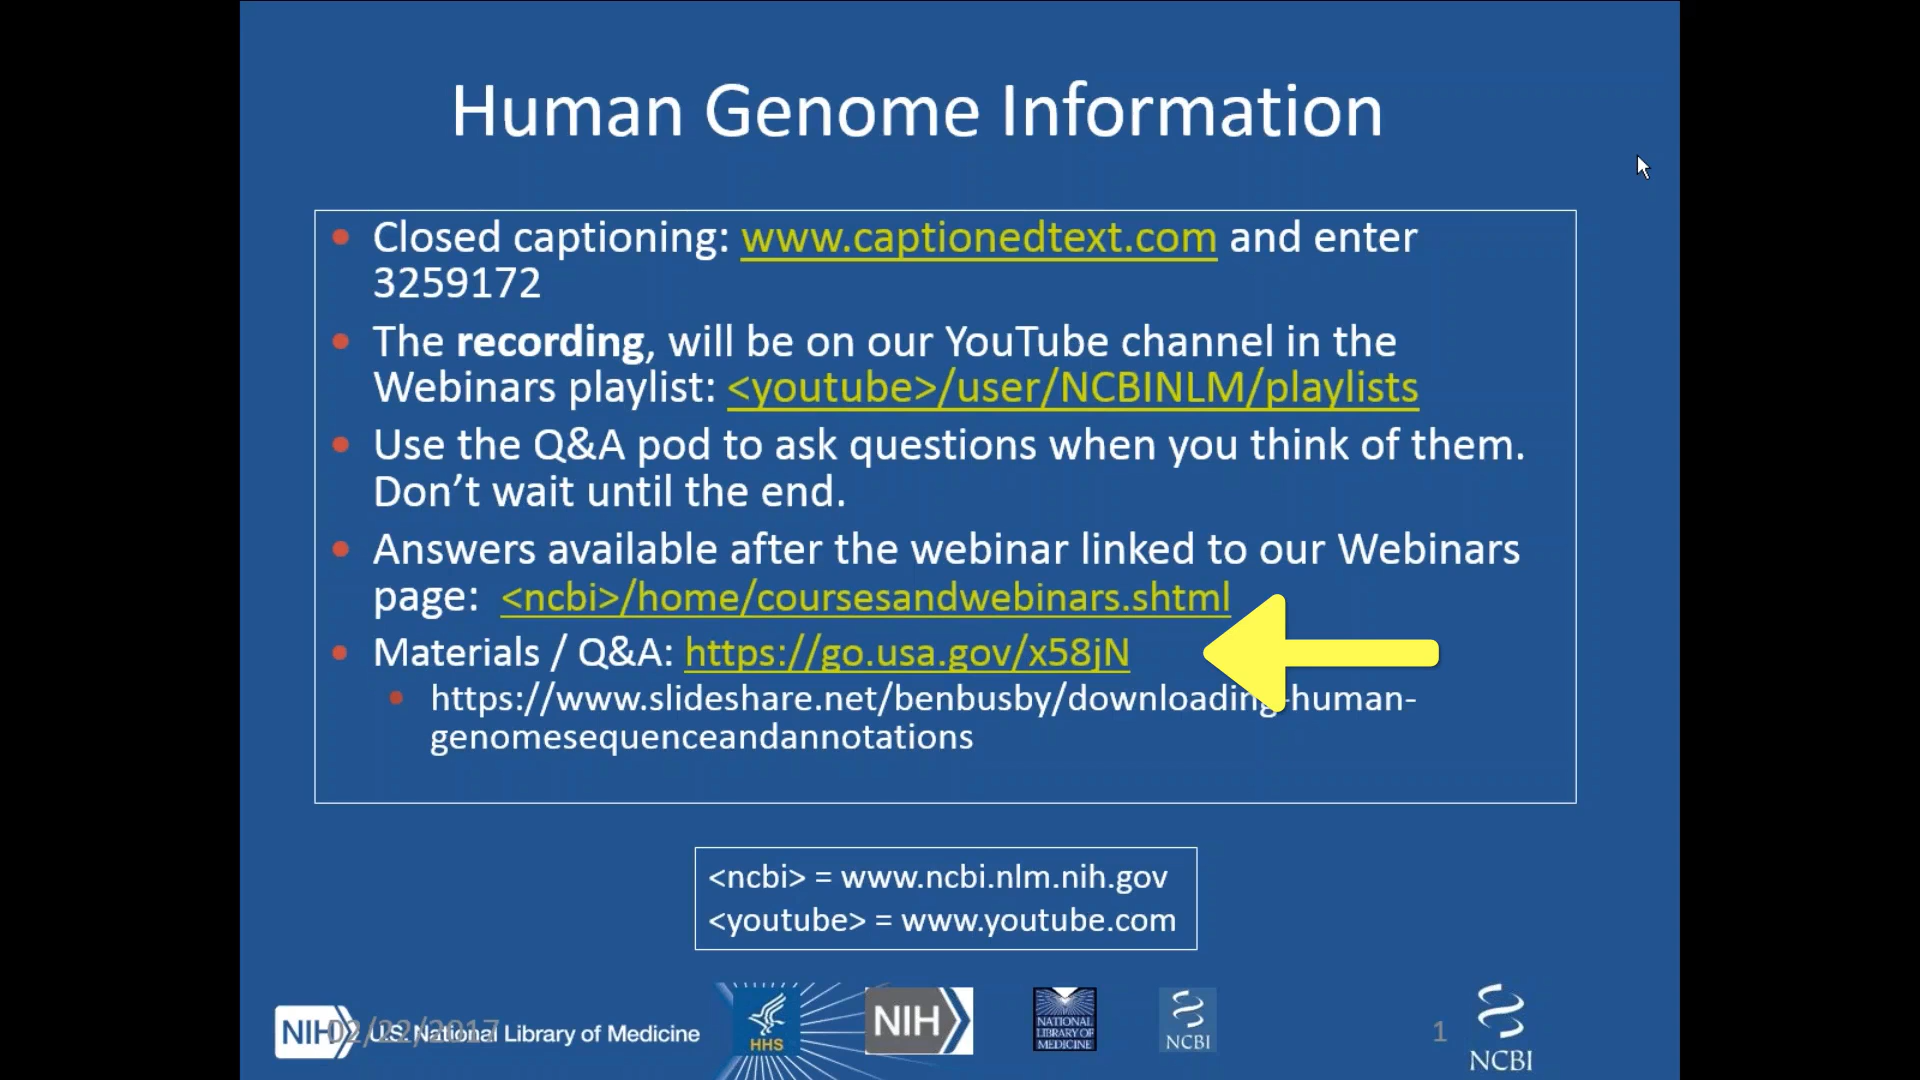 Human Genome Information
Closed captioning: www.captionedtext.com and enter
3259172
The recording, will be on our YouTube channel in the
Webinars playlist: <youtube>/user/NCBINLM/playlists
Use the Q&A pod to ask questions when you think of them.
Don’t wait until the end.
Answers available after the webinar linked to our Webinars
page: <ncbi>/home/coursesandwebinars.shtml
Materials / Q&A: https://go.usa.gov/x58jN
https://www.slideshare.net/benbusby/downloading-human-
genomesequenceandannotations
<ncbi> = www.ncbi.nlm.nih.gov
<youtube> = www.youtube.com
NIH U.S. National Library of Medicine
02/22/2017
HHS
NIH
NATIONAL
LIBRARY OF
MEDICINE
NCBI
1
NCBI